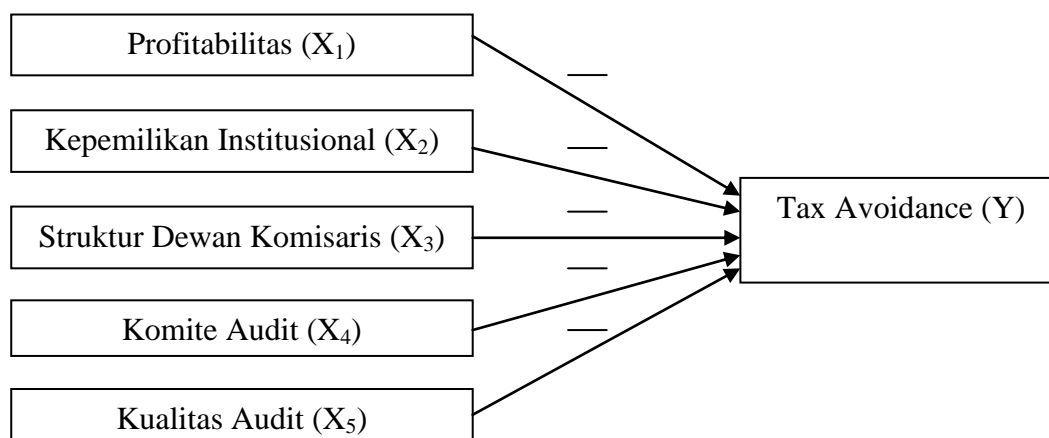 Profitabilitas (X₁)
Kepemilikan Institusional (X₂)
Struktur Dewan Komisaris (X₃)
Komite Audit (X₄)
Kualitas Audit (X₅)
Tax Avoidance (Y)